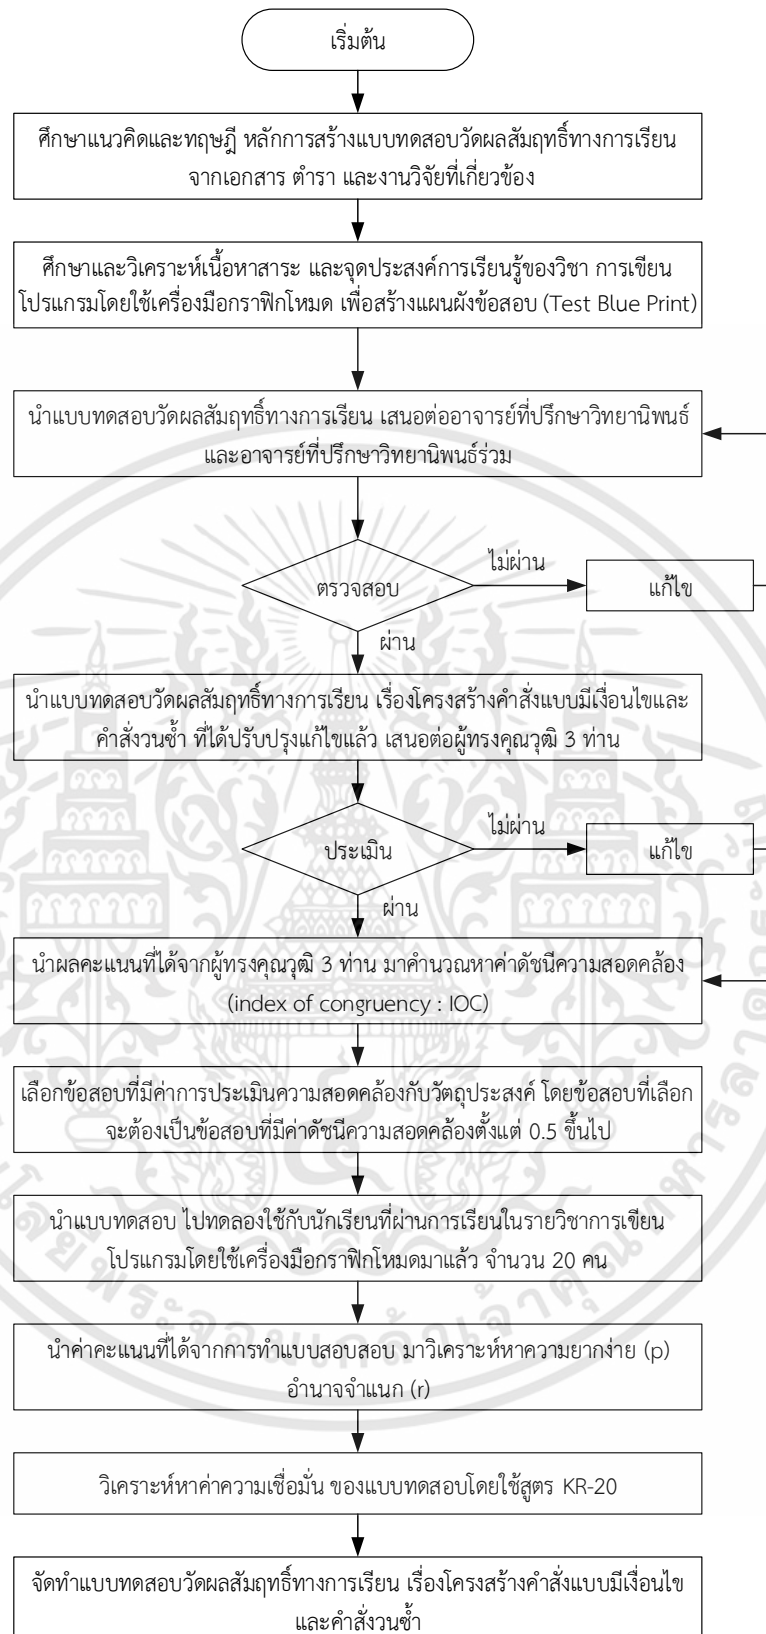 เริ่มต้น
ศึกษาแนวคิดและทฤษฎี หลักการสร้างแบบทดสอบวัดผลสัมฤทธิ์ทางการเรียน
จากเอกสาร ตำรา และงานวิจัยที่เกี่ยวข้อง
ศึกษาและวิเคราะห์เนื้อหาสาระ และจุดประสงค์การเรียนรู้ของวิชา การเขียน
โปรแกรมโดยใช้เครื่องมือกราฟิกโหมด เพื่อสร้างแผนผังข้อสอบ (Test Blue Print)
นำแบบทดสอบวัดผลสัมฤทธิ์ทางการเรียน เสนอต่ออาจารย์ที่ปรึกษาวิทยานิพนธ์
และอาจารย์ที่ปรึกษาวิทยานิพนธ์ร่วม
ตรวจสอบ
ไม่ผ่าน
แก้ไข
ผ่าน
นำแบบทดสอบวัดผลสัมฤทธิ์ทางการเรียน เรื่องโครงสร้างคำสั่งแบบมีเงื่อนไขและ
คำสั่งวนซ้ำ ที่ได้ปรับปรุงแก้ไขแล้ว เสนอต่อผู้ทรงคุณวุฒิ 3 ท่าน
ประเมิน
ไม่ผ่าน
แก้ไข
ผ่าน
นำผลคะแนนที่ได้จากผู้ทรงคุณวุฒิ 3 ท่าน มาคำนวณหาค่าดัชนีความสอดคล้อง
(index of congruency : IOC)
เลือกข้อสอบที่มีค่าการประเมินความสอดคล้องกับวัตถุประสงค์ โดยข้อสอบที่เลือก
จะต้องเป็นข้อสอบที่มีค่าดัชนีความสอดคล้องตั้งแต่ 0.5 ขึ้นไป
นำแบบทดสอบ ไปทดลองใช้กับนักเรียนที่ผ่านการเรียนในรายวิชาการเขียน
โปรแกรมโดยใช้เครื่องมือกราฟิกโหมดมาแล้ว จำนวน 20 คน
นำค่าคะแนนที่ได้จากการทำแบบสอบสอบ มาวิเคราะห์หาความยากง่าย (p)
อำนาจจำแนก (r)
วิเคราะห์หาค่าความเชื่อมั่น ของแบบทดสอบโดยใช้สูตร KR-20
จัดทำแบบทดสอบวัดผลสัมฤทธิ์ทางการเรียน เรื่องโครงสร้างคำสั่งแบบมีเงื่อนไข
และคำสั่งวนซ้ำ